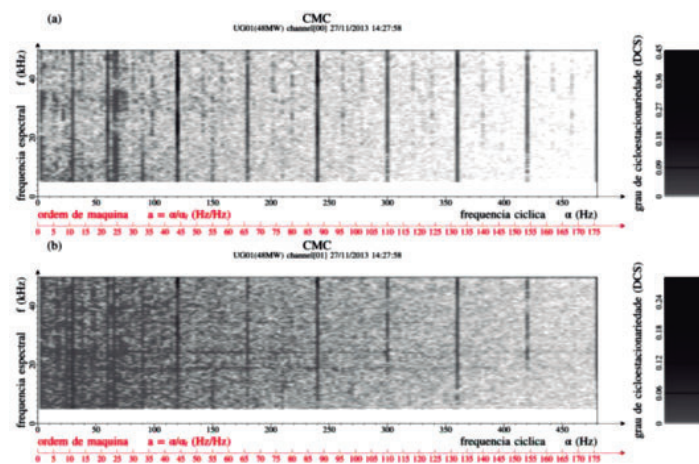 (a)
CMC
UG01(48MW) channel[00] 27/11/2013 14:27:58
frequencia espectral f (kHz)
40
20
0
0 50 100 150 200 250 300 350 400 450
frequencia ciclica α (Hz)
ordem de maquina a = α/αᵣ (Hz/Hz)
0 5 10 15 20 25 30 35 40 45 50 55 60 65 70 75 80 85 90 95 100 105 110 115 120 125 130 135 140 145 150 155 160 165 170 175
grau de cicloestacionariedade (DCS)
0.45
0.36
0.27
0.18
0.09
0
(b)
CMC
UG01(48MW) channel[01] 27/11/2013 14:27:58
frequencia espectral f (kHz)
40
20
0
0 50 100 150 200 250 300 350 400 450
frequencia ciclica α (Hz)
ordem de maquina a = α/αᵣ (Hz/Hz)
0 5 10 15 20 25 30 35 40 45 50 55 60 65 70 75 80 85 90 95 100 105 110 115 120 125 130 135 140 145 150 155 160 165 170 175
grau de cicloestacionariedade (DCS)
0.24
0.18
0.12
0.06
0